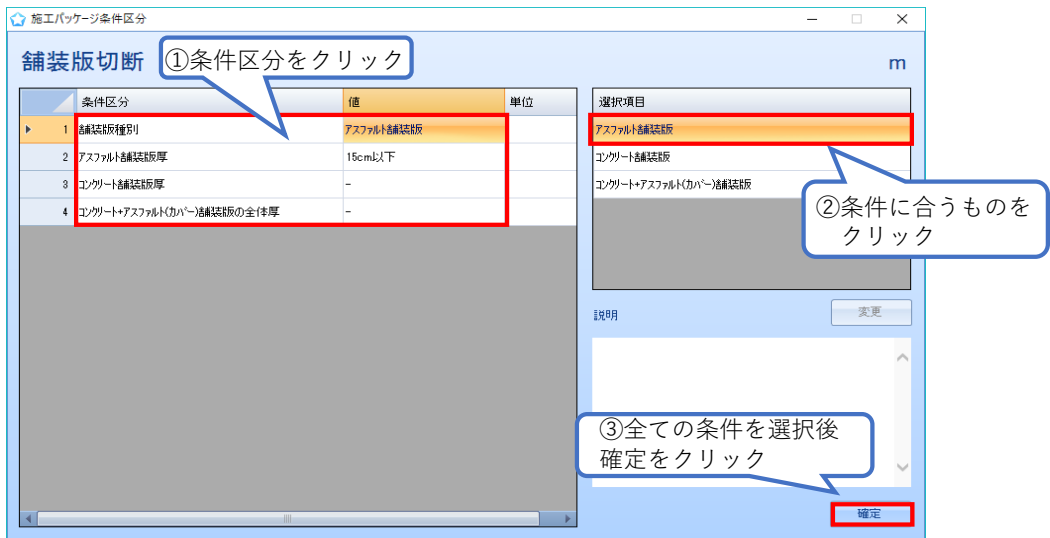 施工パッケージ条件区分
舗装版切断
①条件区分をクリック
m
条件区分 値 単位
1 舗装版種別 アスファルト舗装版
2 アスファルト舗装版厚 15cm以下
3 コンクリート舗装版厚 -
4 コンクリート+アスファルト(カバー)舗装版の全体厚 -
選択項目
アスファルト舗装版
コンクリート舗装版
コンクリート+アスファルト(カバー)舗装版
②条件に合うものを
クリック
説明
変更
③全ての条件を選択後
確定をクリック
確定